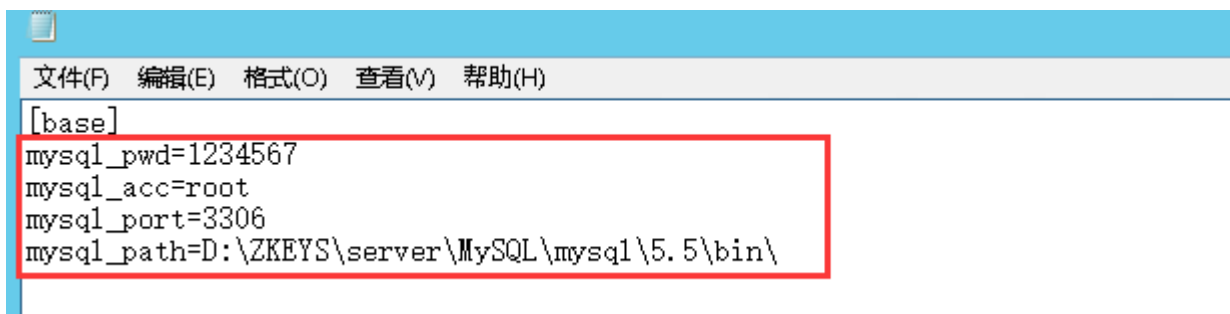 文件(F) 编辑(E) 格式(O) 查看(V) 帮助(H)
[base]
mysql_pwd=1234567
mysql_acc=root
mysql_port=3306
mysql_path=D:\ZKEYS\server\MySQL\mysql\5.5\bin\